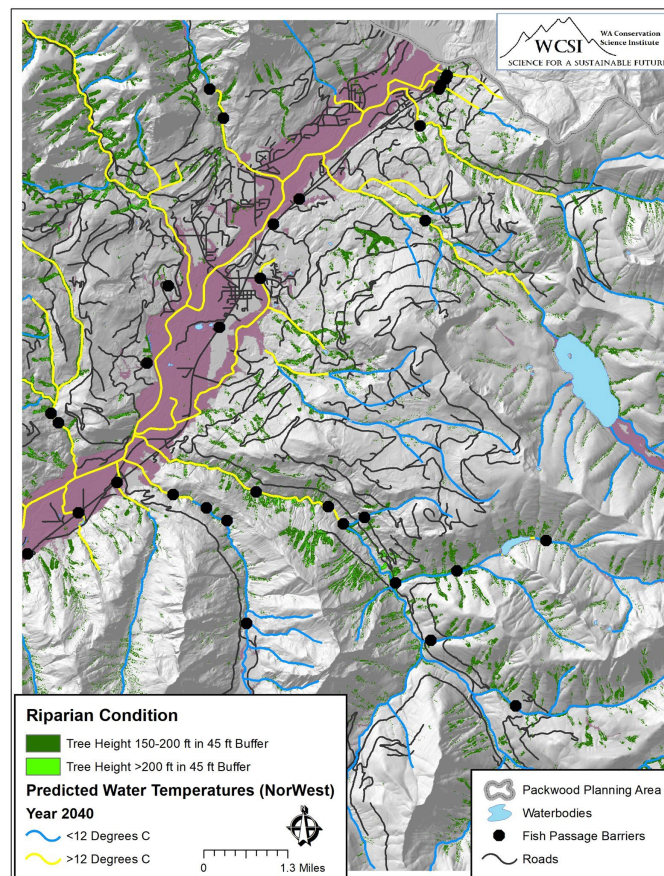 WCSI
WA Conservation
Science Institute
SCIENCE FOR A SUSTAINABLE FUTURE
Riparian Condition
Tree Height 150-200 ft in 45 ft Buffer
Tree Height >200 ft in 45 ft Buffer
Predicted Water Temperatures (NorWest)
Year 2040
<12 Degrees C
>12 Degrees C
0 1.3 Miles
Packwood Planning Area
Waterbodies
Fish Passage Barriers
Roads